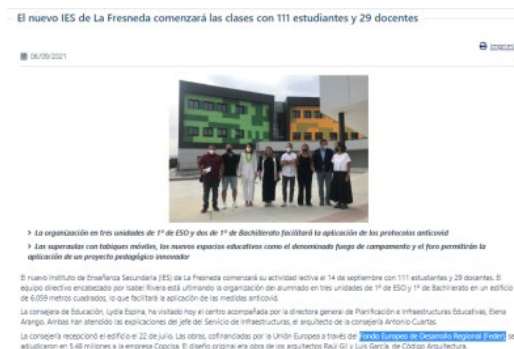 El nuevo IES de La Fresneda comenzará las clases con 111 estudiantes y 29 docentes
Imprimir
06/09/2021
> La organización en tres unidades de 1º de ESO y dos de 1º de Bachillerato facilitará la aplicación de los protocolos anticovid
> Las superaulas con tabiques móviles, los nuevos espacios educativos como el denominado fuego de campamento y el foro permitirán la
aplicación de un proyecto pedagógico innovador
El nuevo Instituto de Enseñanza Secundaria (IES) de La Fresneda comenzará su actividad lectiva el 14 de septiembre con 111 estudiantes y 29 docentes. El
equipo directivo encabezado por Isabel Rivera está ultimando la organización del alumnado en tres unidades de 1º de ESO y 1º de Bachillerato en un edificio
de 6.059 metros cuadrados, lo que facilitará la aplicación de las medidas anticovid.
La consejera de Educación, Lydia Espina, ha visitado hoy el centro acompañada por la directora general de Planificación e Infraestructuras Educativas, Elena
Arango. Ambas han atendido las explicaciones del jefe del Servicio de Infraestructuras, el arquitecto de la consejería Antonio Cuartas.
La consejería recepcionó el edificio el 22 de julio. Las obras, cofinanciadas por la Unión Europea a través del Fondo Europeo de Desarrollo Regional (Feder), se
adjudicaron en 5,48 millones a la empresa Copcisa. El diseño original era obra de los arquitectos Raúl Gil y Luis García, de Código Arquitectura.